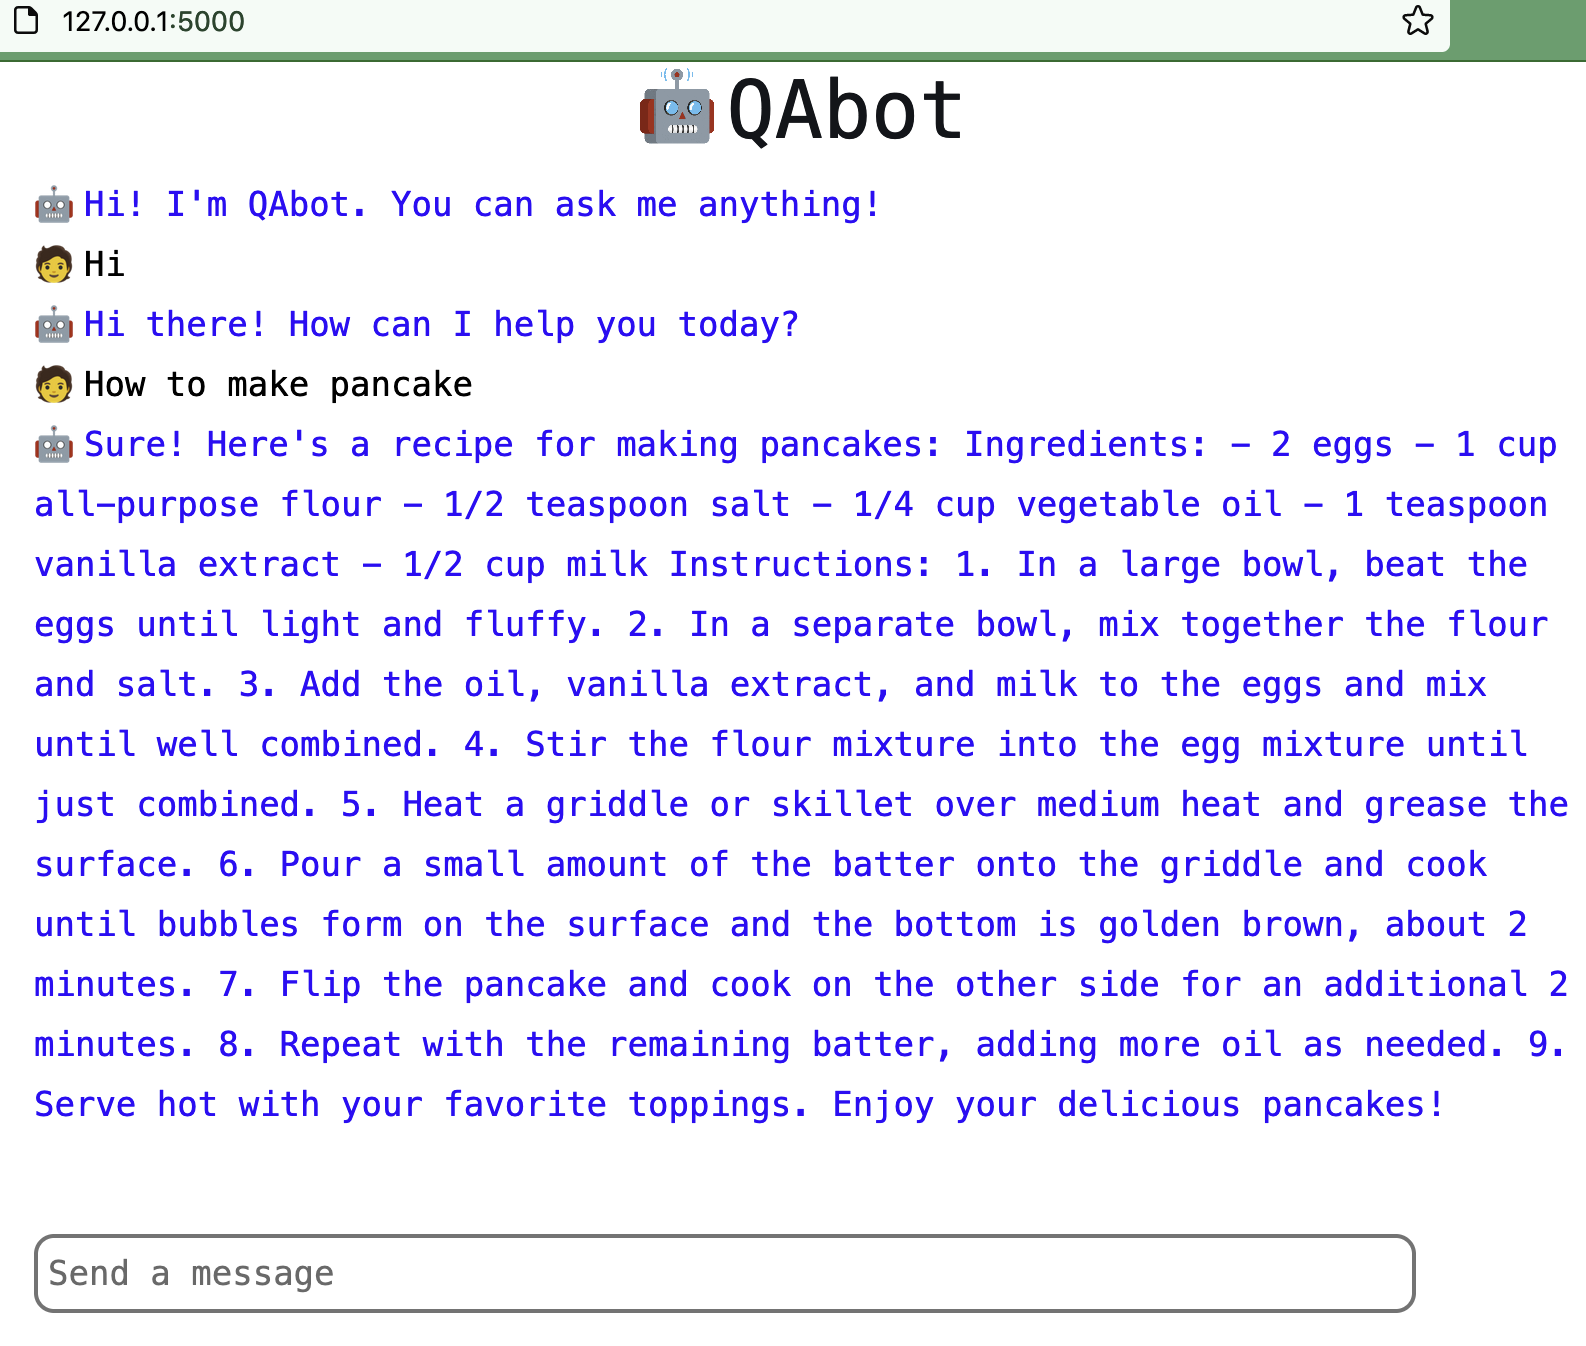 127.0.0.1:5000
QAbot
Hi! I'm QAbot. You can ask me anything!
Hi
Hi there! How can I help you today?
How to make pancake
Sure! Here's a recipe for making pancakes: Ingredients: - 2 eggs - 1 cup
all-purpose flour - 1/2 teaspoon salt - 1/4 cup vegetable oil - 1 teaspoon
vanilla extract - 1/2 cup milk Instructions: 1. In a large bowl, beat the
eggs until light and fluffy. 2. In a separate bowl, mix together the flour
and salt. 3. Add the oil, vanilla extract, and milk to the eggs and mix
until well combined. 4. Stir the flour mixture into the egg mixture until
just combined. 5. Heat a griddle or skillet over medium heat and grease the
surface. 6. Pour a small amount of the batter onto the griddle and cook
until bubbles form on the surface and the bottom is golden brown, about 2
minutes. 7. Flip the pancake and cook on the other side for an additional 2
minutes. 8. Repeat with the remaining batter, adding more oil as needed. 9.
Serve hot with your favorite toppings. Enjoy your delicious pancakes!
Send a message